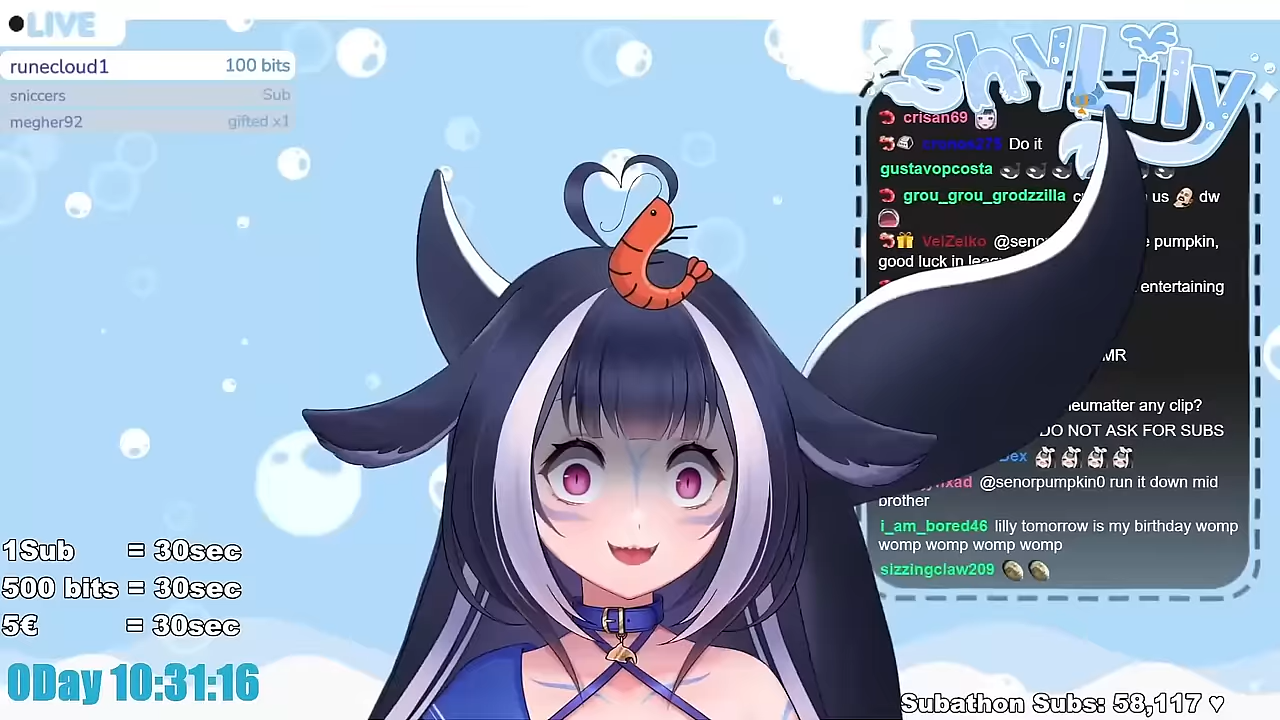 LIVE
runecloud1 100 bits
sniccers Sub
megher92 gifted x1
shyLily
crisan69
cronan275 Do it
gustavopcosta
grou_grou_grodzzilla us dw
VelZeiko pumpkin,
good luck in
entertaining
MR
any clip?
DO NOT ASK FOR SUBS
@senorpumpkin0 run it down mid
brother
i_am_bored46 lilly tomorrow is my birthday womp
womp womp womp womp
sizzingclaw209
1Sub = 30sec
500 bits = 30sec
5€ = 30sec
0Day 10:31:16
Subathon Subs: 58,117 ♥